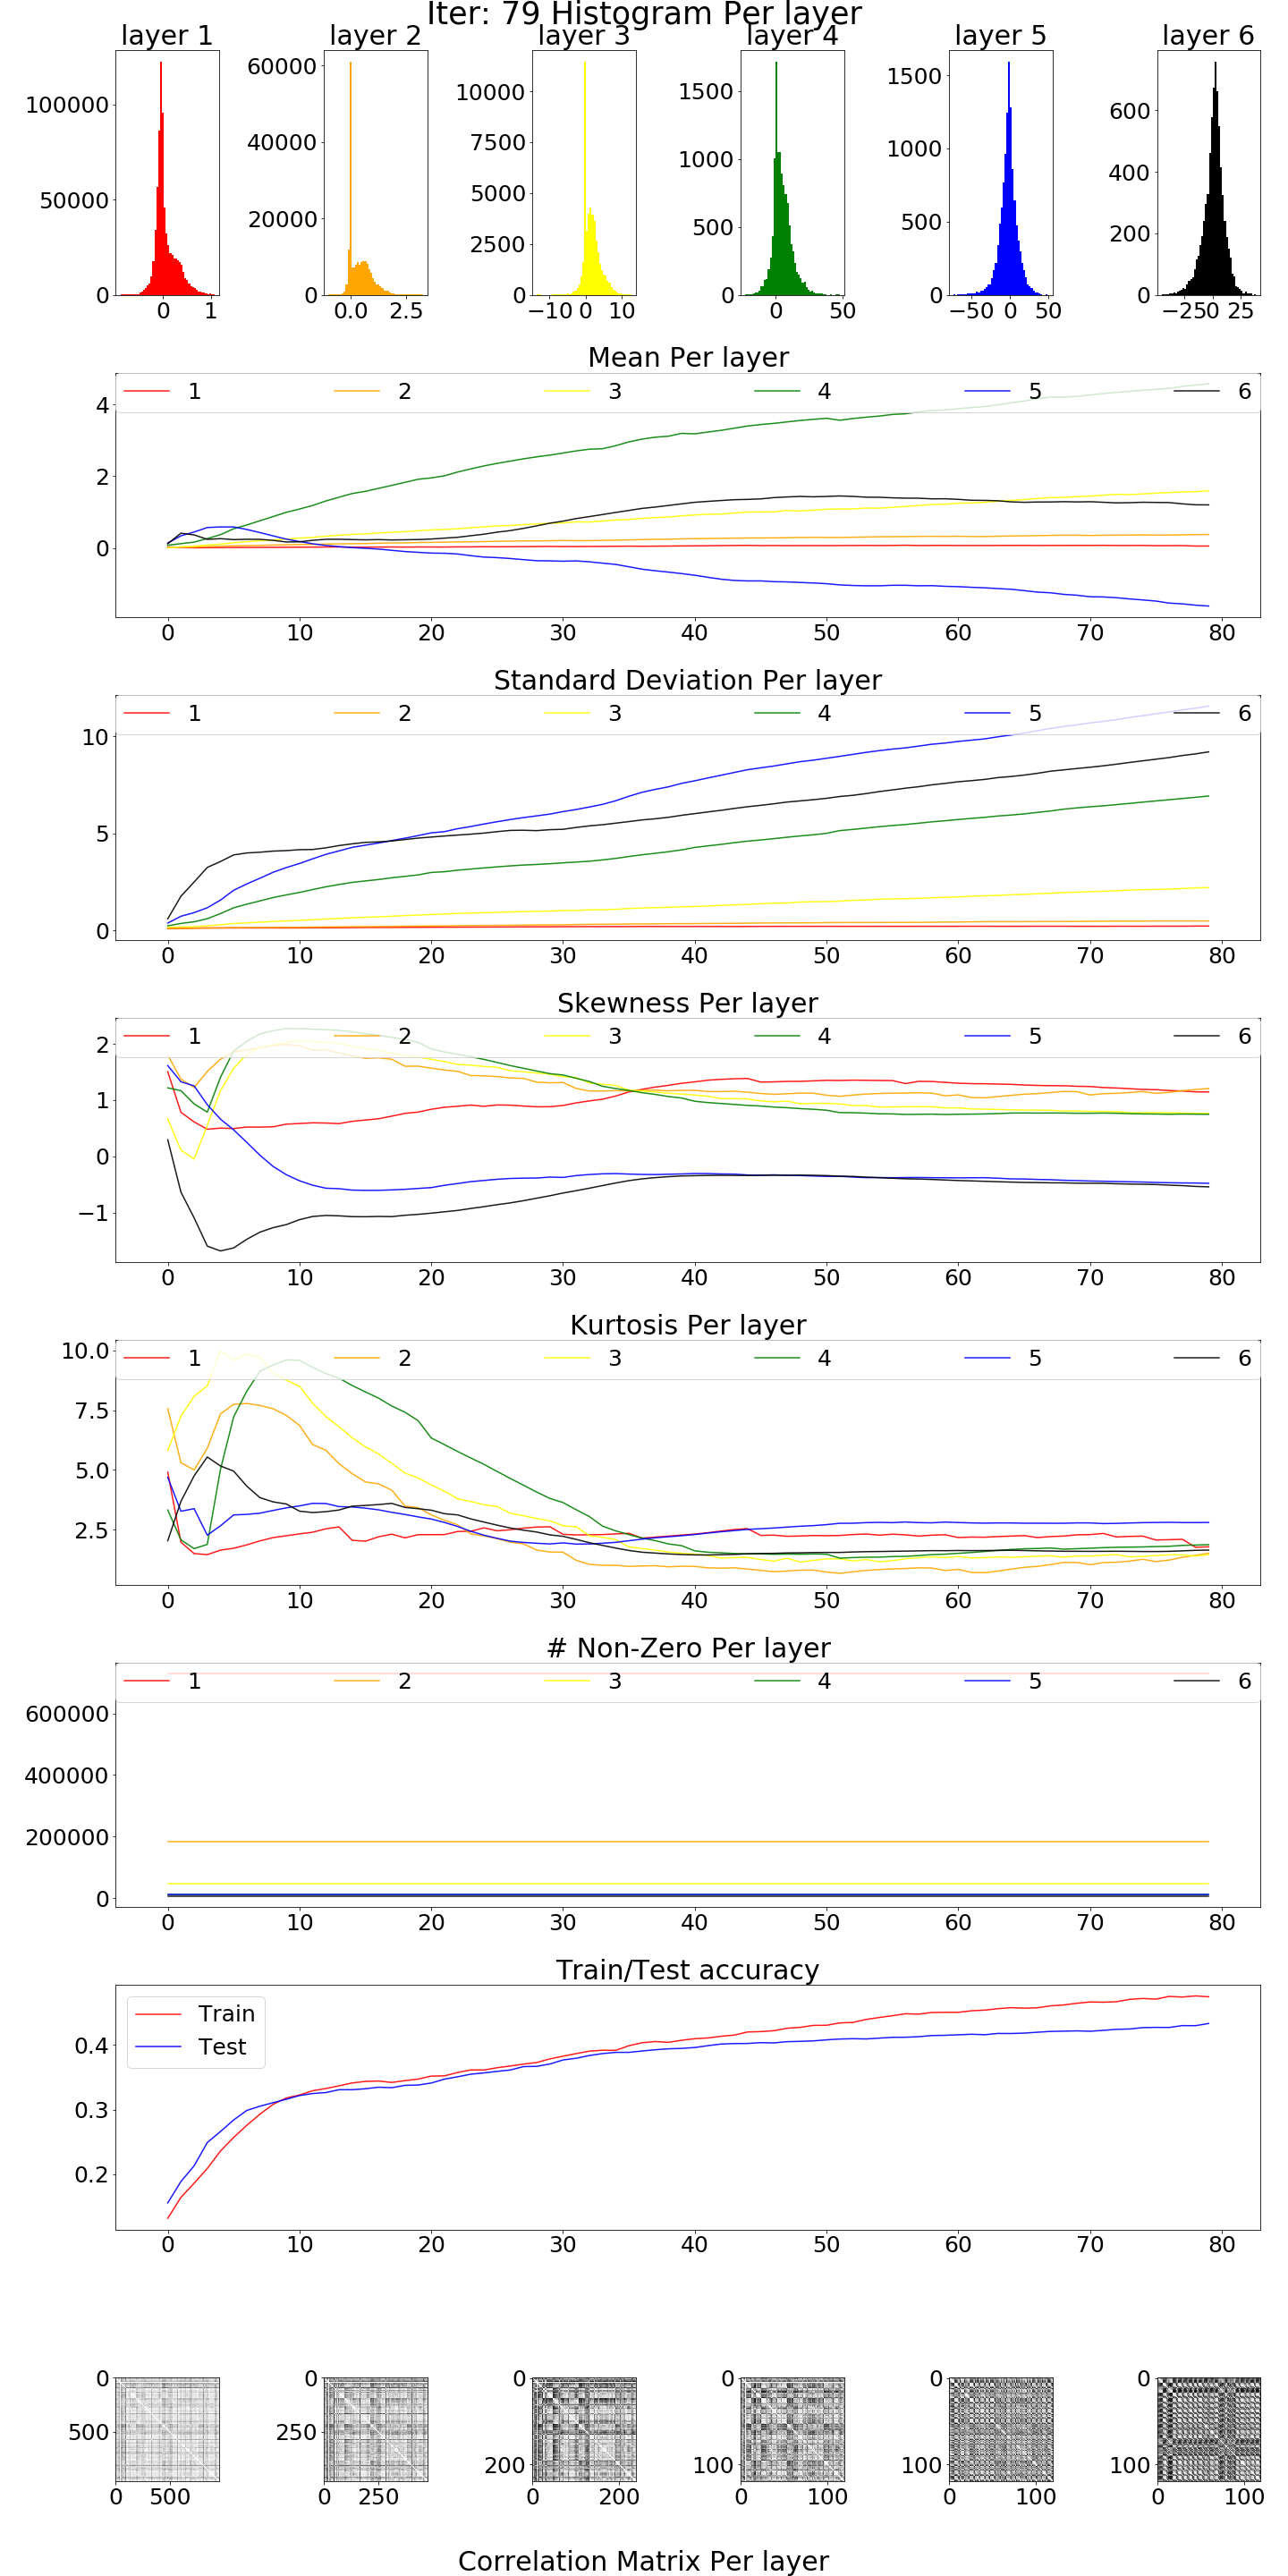 Iter: 79 Histogram Per layer
layer 1 layer 2 layer 3 layer 4 layer 5 layer 6
100000 50000 0
0 1
60000 40000 20000 0
0.0 2.5
10000 7500 5000 2500 0
−10 0 10
1500 1000 500 0
0 50
1500 1000 500 0
−50 0 50
600 400 200 0
−25 0 25
Mean Per layer
1 2 3 4 5 6
4
2
0
0 10 20 30 40 50 60 70 80
Standard Deviation Per layer
1 2 3 4 5 6
10
5
0
0 10 20 30 40 50 60 70 80
Skewness Per layer
1 2 3 4 5 6
2
1
0
−1
0 10 20 30 40 50 60 70 80
Kurtosis Per layer
1 2 3 4 5 6
10.0
7.5
5.0
2.5
0 10 20 30 40 50 60 70 80
# Non-Zero Per layer
1 2 3 4 5 6
600000
400000
200000
0
0 10 20 30 40 50 60 70 80
Train/Test accuracy
Train
Test
0.4
0.3
0.2
0 10 20 30 40 50 60 70 80
0 0 0 0 0 0
500 250 200 100 100 100
0 500 0 250 0 200 0 100 0 100 0 100
Correlation Matrix Per layer